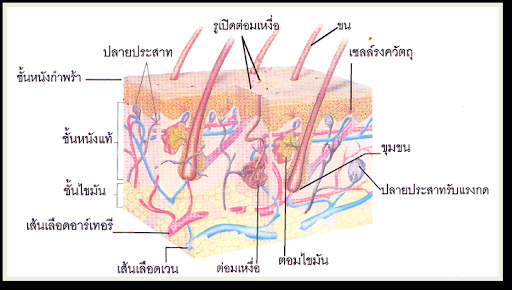 รูเปิดต่อมเหงื่อ
ขน
ปลายประสาท
เซลล์รงควัตถุ
ชั้นหนังกำพร้า
ชั้นหนังแท้
ขุมขน
ชั้นไขมัน
ปลายประสาทรับแรงกด
เส้นเลือดอาร์เทอรี
เส้นเลือดเวน
ต่อมเหงื่อ
ต่อมไขมัน